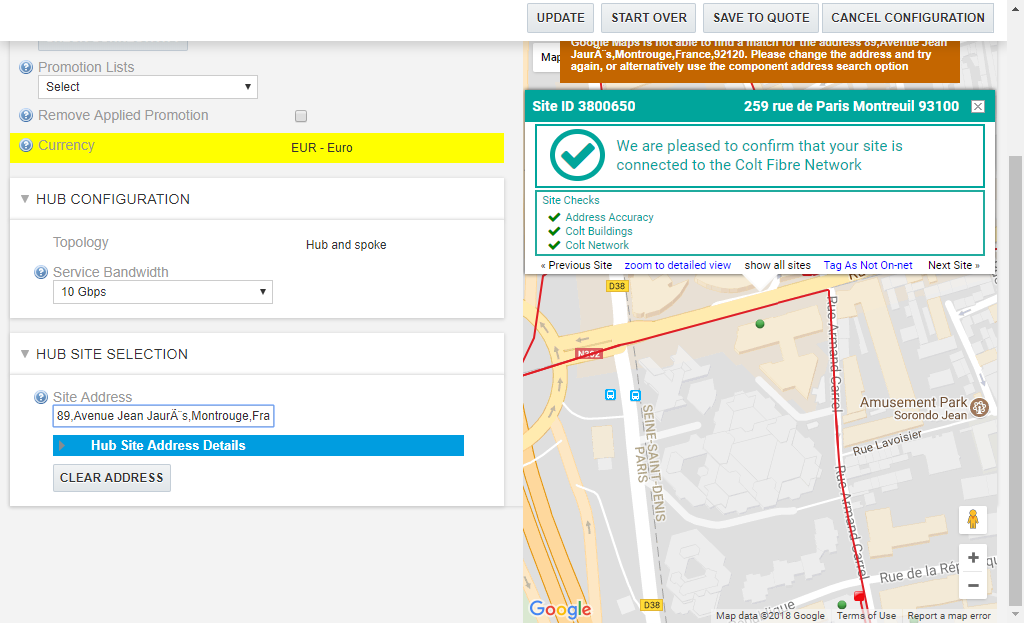 UPDATE
START OVER
SAVE TO QUOTE
CANCEL CONFIGURATION
Promotion Lists
Select
Remove Applied Promotion
Currency
EUR - Euro
HUB CONFIGURATION
Topology
Hub and spoke
Service Bandwidth
10 Gbps
HUB SITE SELECTION
Site Address
89,Avenue Jean JaurÃ¨s,Montrouge,Fra
Hub Site Address Details
CLEAR ADDRESS
Map
Google Maps is not able to find a match for the address 89,Avenue Jean
JaurÃ¨s,Montrouge,France,92120. Please change the address and try
again, or alternatively use the component address search option
Site ID 3800650
259 rue de Paris Montreuil 93100
We are pleased to confirm that your site is
connected to the Colt Fibre Network
Site Checks
Address Accuracy
Colt Buildings
Colt Network
« Previous Site
zoom to detailed view
show all sites
Tag As Not On-net
Next Site »
D38
N302
Rue Armand Carrel
Amusement Park
Sorondo Jean
Rue Lavoisier
SEINE-SAINT-DENIS
PARIS
Rue Armand Carrel
Rue de la Répu
D38
Google
Map data ©2018 Google
Terms of Use
Report a map error